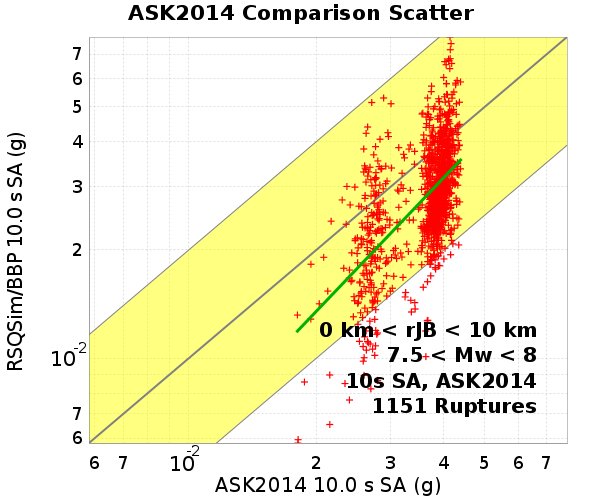 ASK2014 Comparison Scatter
RSQSim/BBP 10.0 s SA (g)
7
6
5
4
3
2
10-2
7
6
0 km < rJB < 10 km
7.5 < Mw < 8
10s SA, ASK2014
1151 Ruptures
6 7 10-2 2 3 4 5 6 7
ASK2014 10.0 s SA (g)